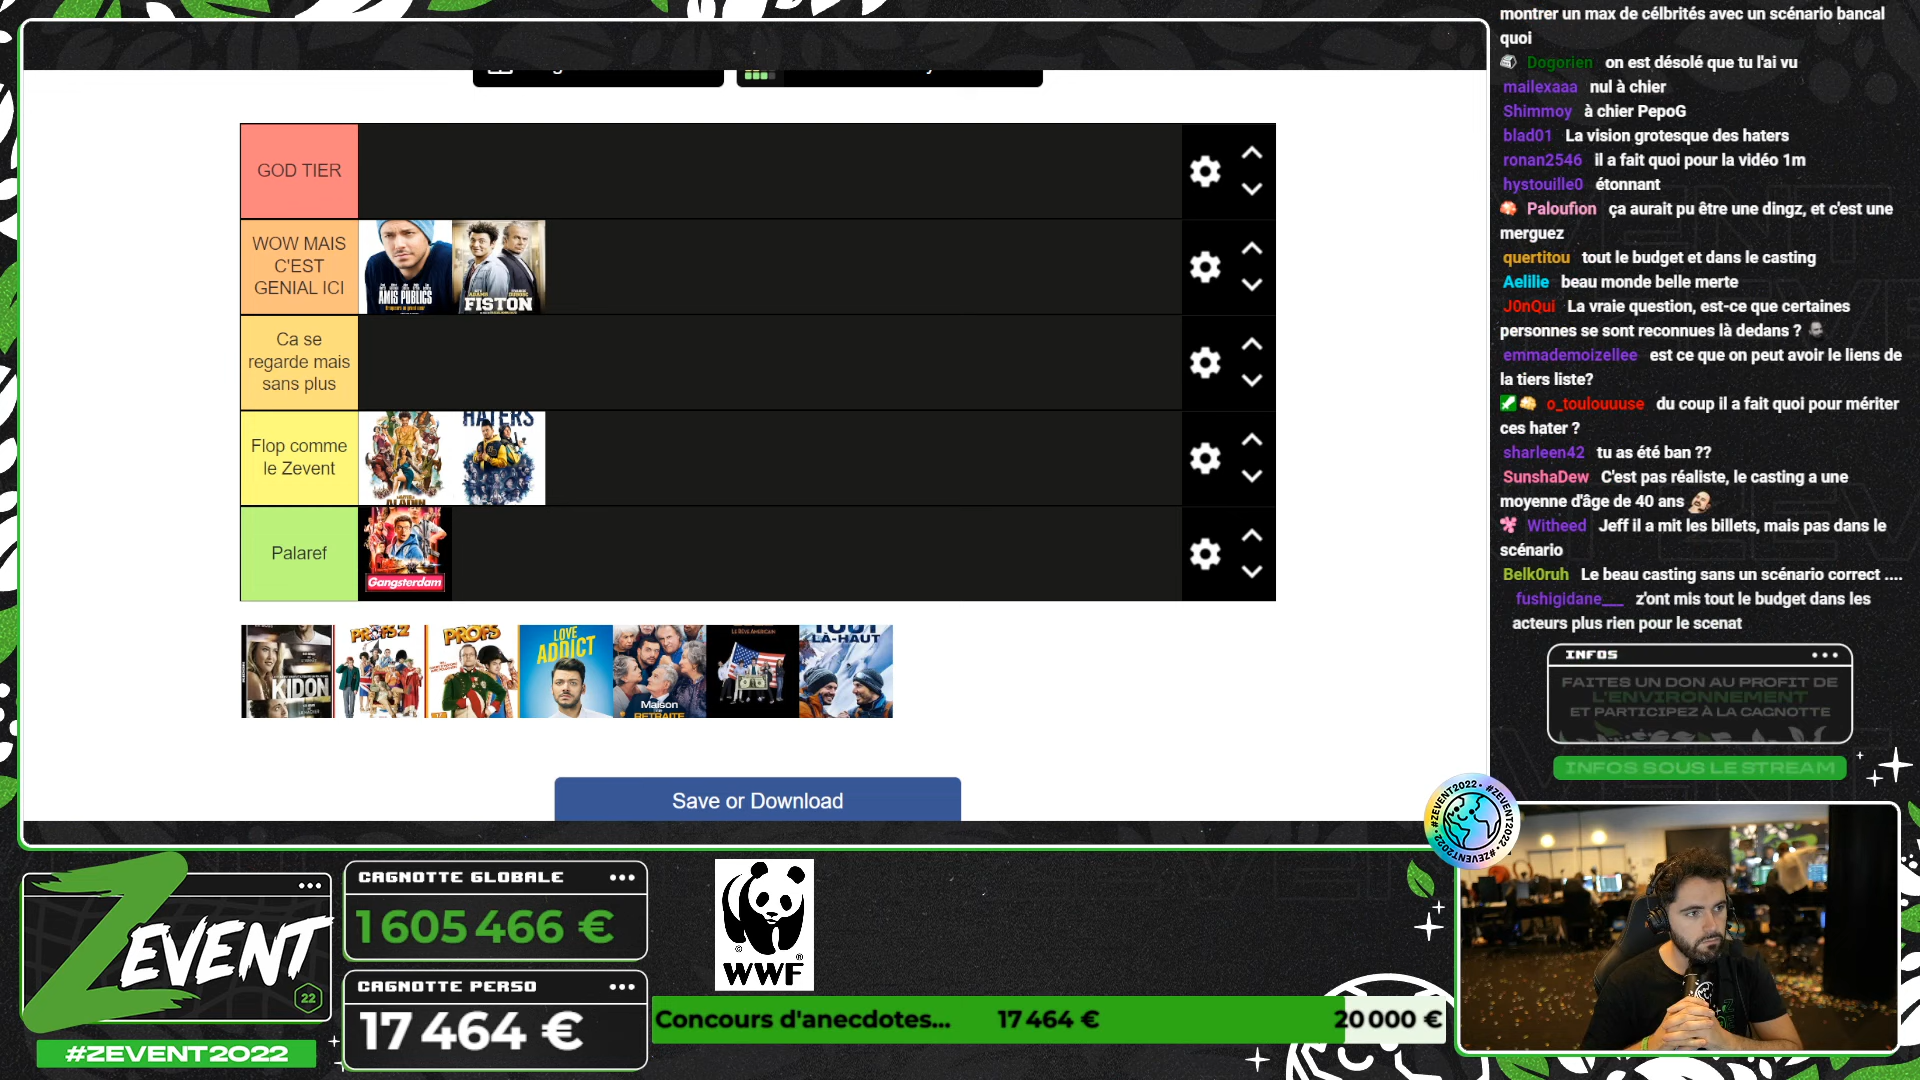 GOD TIER
WOW MAIS
C'EST
GENIAL ICI
AMIS PUBLICS
FISTON
Ca se
regarde mais
sans plus
Flop comme
le Zevent
HATERS
Palaref
Gangsterdam
KIDON
PROFS 2
PROFS
LOVE
ADDICT
Maison
RETRAITE
LE RÊVE AMÉRICAIN
TOUT
LÀ-HAUT
Save or Download
montrer un max de célbrités avec un scénario bancal
quoi
Dogorien on est désolé que tu l'ai vu
mailexaaa nul à chier
Shimmoy à chier PepoG
blad01 La vision grotesque des haters
ronan2546 il a fait quoi pour la vidéo 1m
hystouille0 étonnant
Paloufion ça aurait pu être une dingz, et c'est une
merguez
quertitou tout le budget et dans le casting
Aelilie beau monde belle merte
J0nQui La vraie question, est-ce que certaines
personnes se sont reconnues là dedans ?
emmademoizellee est ce que on peut avoir le liens de
la tiers liste?
o_toulouuuse du coup il a fait quoi pour mériter
ces hater ?
sharleen42 tu as été ban ??
SunshaDew C'est pas réaliste, le casting a une
moyenne d'âge de 40 ans
Witheed Jeff il a mit les billets, mais pas dans le
scénario
Belk0ruh Le beau casting sans un scénario correct ....
fushigidane___ z'ont mis tout le budget dans les
acteurs plus rien pour le scenat
INFOS
FAITES UN DON AU PROFIT DE
L'ENVIRONNEMENT
ET PARTICIPEZ À LA CAGNOTTE
INFOS SOUS LE STREAM
#ZEVENT2022 • #ZEVENT2022 • #ZEVENT2022
ZEVENT
22
#ZEVENT2022
CAGNOTTE GLOBALE
1 605 466 €
CAGNOTTE PERSO
17 464 €
WWF
Concours d'anecdotes... 17 464 € 20 000 €